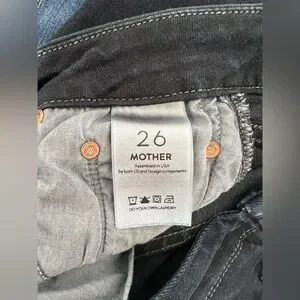 26
MOTHER
Assembled in USA
by both US and foreign components
DO YOUR OWN LAUNDRY